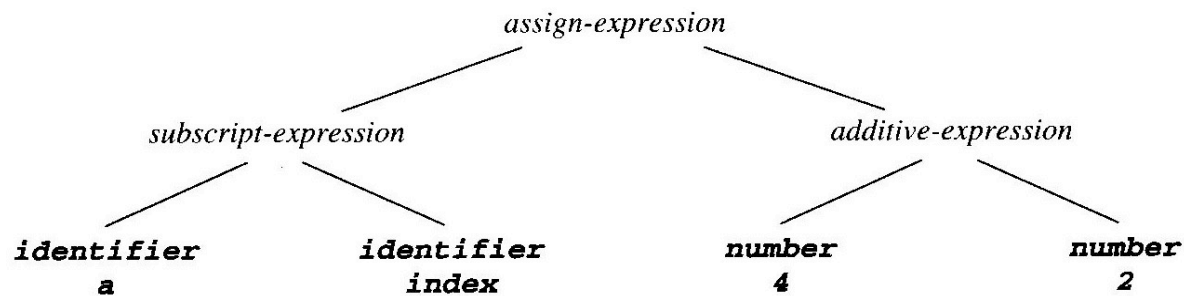 assign-expression
subscript-expression
additive-expression
identifier
a
identifier
index
number
4
number
2